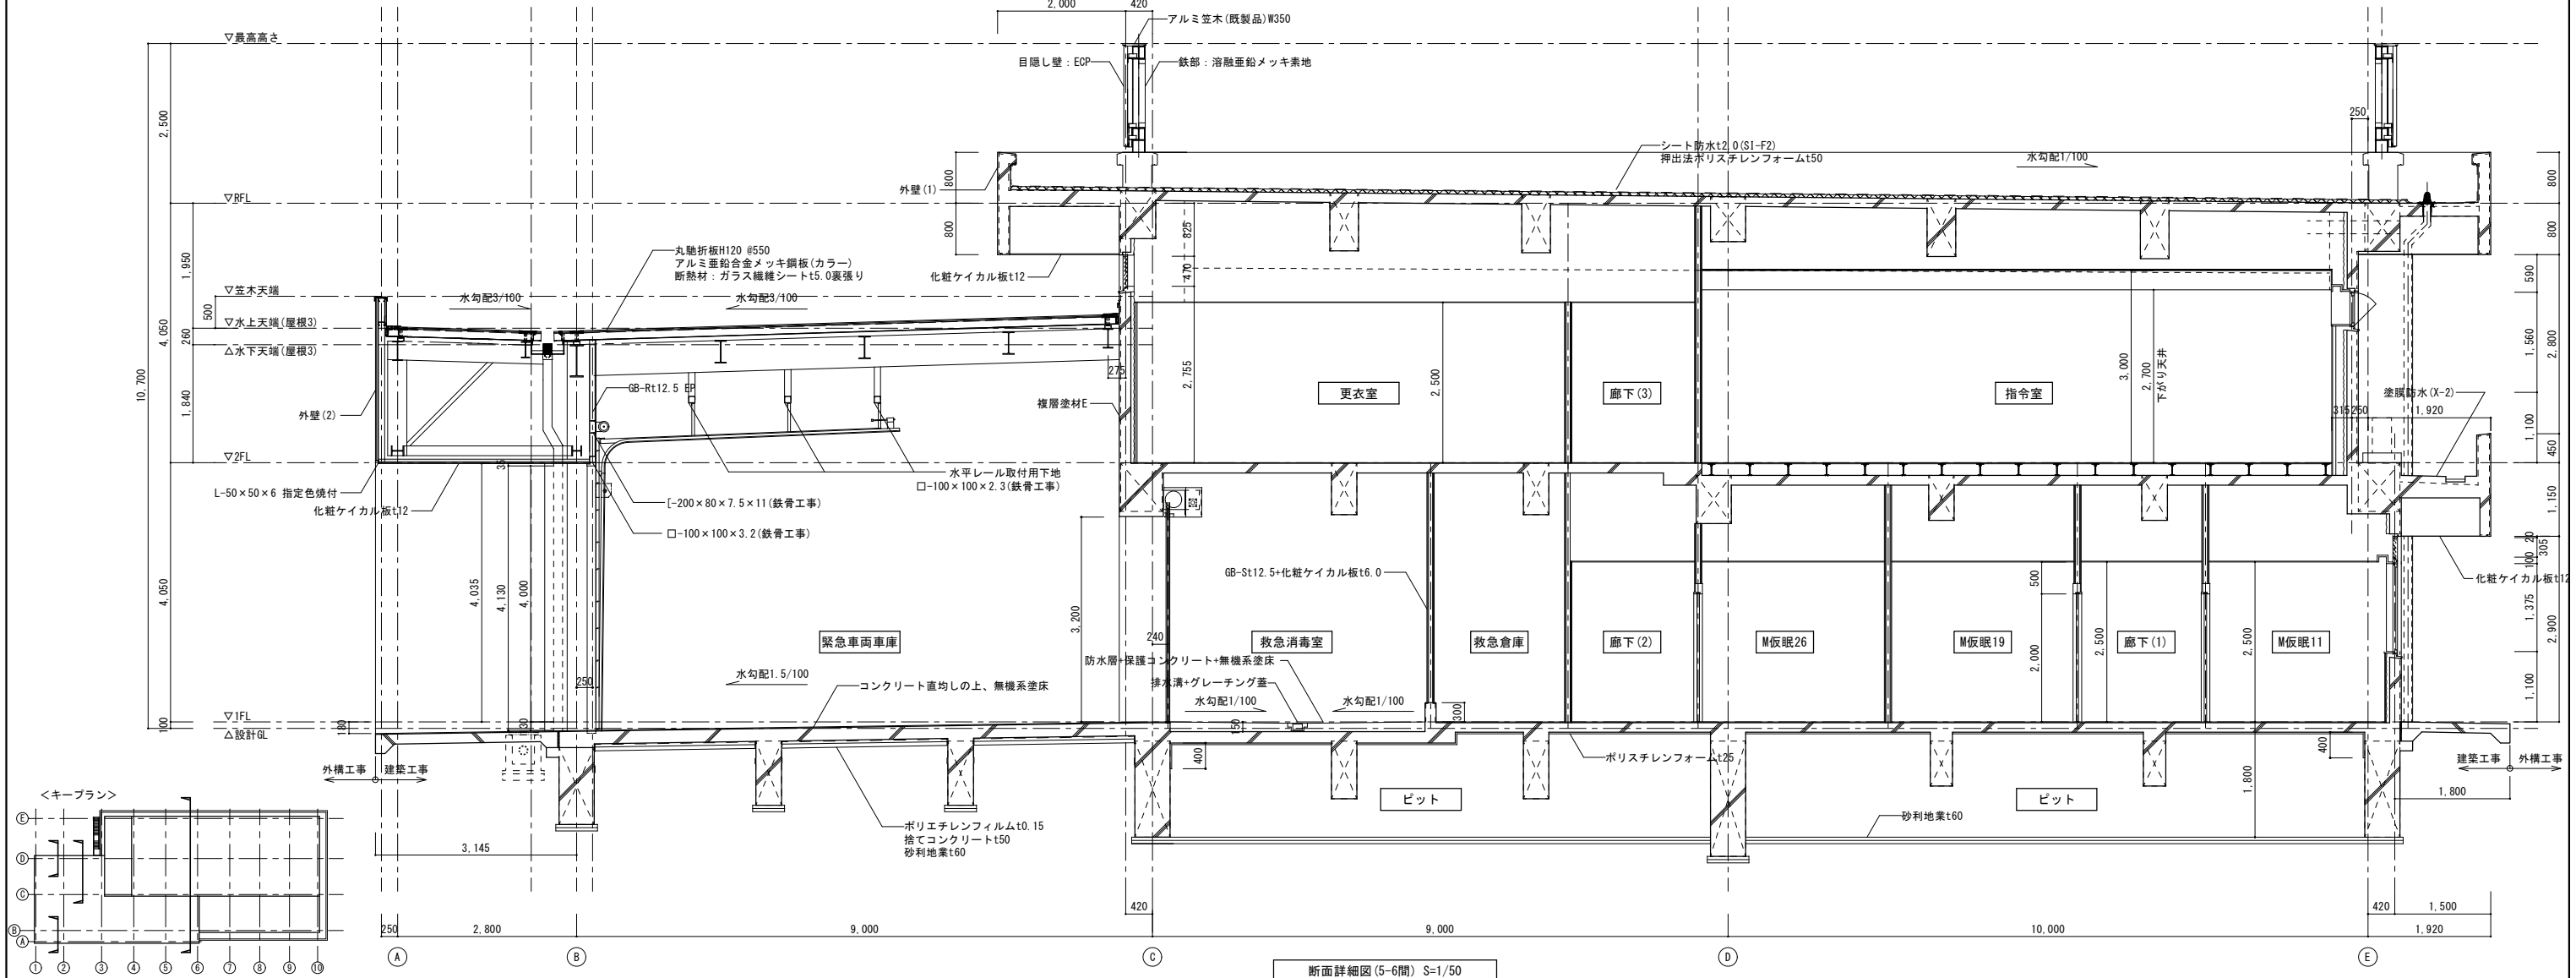 2,000
420
アルミ笠木(既製品)W350
▽最高高さ
目隠し壁：ECP
鉄部：溶融亜鉛メッキ素地
2,500
250
シート防水t2.0(SI-F2)
押出法ポリスチレンフォームt50
水勾配1/100
800
外壁(1)
800
▽RFL
800
825
800
丸馳折板H120 @550
アルミ亜鉛合金メッキ鋼板(カラー)
断熱材：ガラス繊維シートt5.0裏張り
1,950
470
化粧ケイカル板t12
590
▽笠木天端
水勾配3/100
水勾配3/100
500
▽水上天端(屋根3)
4,050
260
△水下天端(屋根3)
1,560
2,800
10,700
275
2,755
3,000
2,700
下がり天井
GB-Rt12.5 EP
更衣室
2,500
廊下(3)
指令室
塗膜防水(X-2)
1,840
外壁(2)
複層塗材E
315
250
1,920
1,100
450
▽2FL
35
水平レール取付用下地
□-100×100×2.3(鉄骨工事)
L-50×50×6 指定色焼付
[-200×80×7.5×11(鉄骨工事)
化粧ケイカル板t12
□-100×100×3.2(鉄骨工事)
1,150
20
305
100
GB-St12.5+化粧ケイカル板t6.0
化粧ケイカル板t12
4,050
4,035
4,130
4,000
3,200
500
1,375
2,900
240
緊急車両車庫
救急消毒室
救急倉庫
廊下(2)
M仮眠26
M仮眠19
廊下(1)
M仮眠11
2,000
2,500
2,500
防水層+保護コンクリート+無機系塗床
水勾配1.5/100
コンクリート直均しの上、無機系塗床
排水溝+グレーチング蓋
250
水勾配1/100
水勾配1/100
1,100
300
▽1FL
100
△設計GL
180
130
150
400
ポリスチレンフォームt25
400
外構工事
建築工事
建築工事
外構工事
<キープラン>
ピット
ピット
1,800
1,800
ポリエチレンフィルムt0.15
捨てコンクリートt50
砂利地業t60
砂利地業t60
3,145
E
D
C
B
A
1
2
3
4
5
6
7
8
9
10
420
420
1,500
250
2,800
9,000
9,000
10,000
1,920
A
B
C
D
E
断面詳細図(5-6間) S=1/50